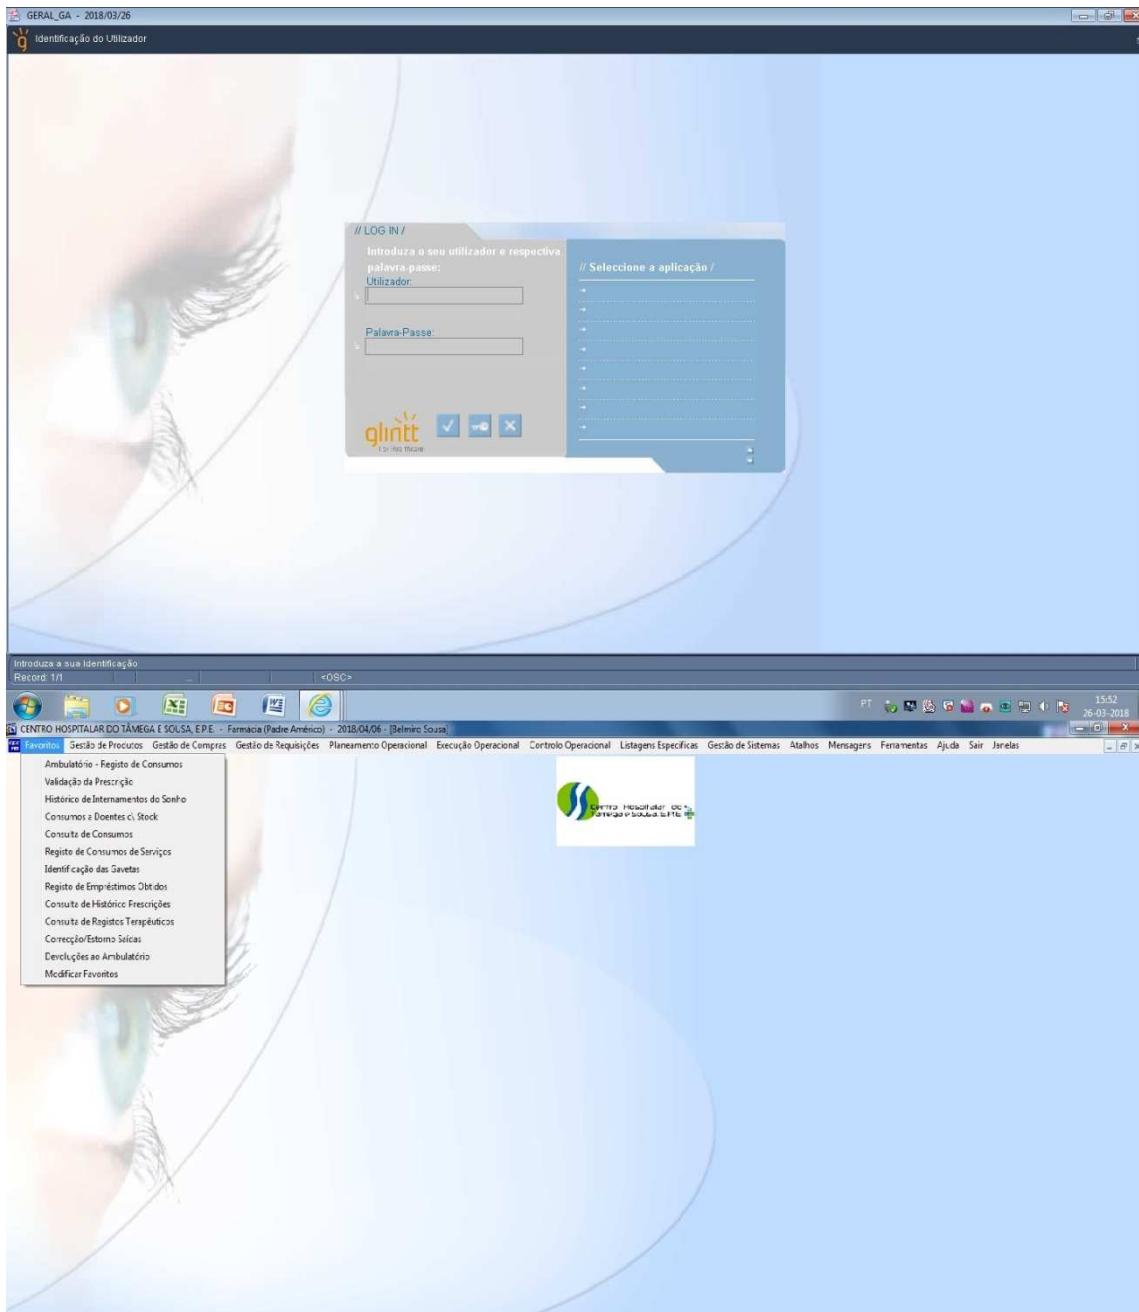 GERAL_GA - 2018/03/26
Identificação do Utilizador
// LOG IN /
Introduza o seu utilizador e respectiva
palavra-passe:
Utilizador:
Palavra-Passe:
// Seleccione a aplicação /
glintt
Introduza a sua Identificação
Record: 1/1
<OSC>
PT
15:52
26-03-2018
CENTRO HOSPITALAR DO TÂMEGA E SOUSA, E.P.E. - Farmácia (Padre Américo) - 2018/04/06 - [Belmiro Sousa]
Favoritos Gestão de Produtos Gestão de Compras Gestão de Requisições Planeamento Operacional Execução Operacional Controlo Operacional Listagens Específicas Gestão de Sistemas Atalhos Mensagens Ferramentas Ajuda Sair Janelas
Ambulatório - Registo de Consumos
Validação da Prescrição
Histórico de Internamentos do Sonho
Consumos a Doentes c\ Stock
Consulta de Consumos
Registo de Consumos de Serviços
Identificação das Gavetas
Registo de Empréstimos Obtidos
Consulta de Histórico Prescrições
Consulta de Registos Terapêuticos
Correcção/Estorno Saídas
Devoluções ao Ambulatório
Modificar Favoritos
Centro Hospitalar do
Tâmega e Sousa, E.P.E.